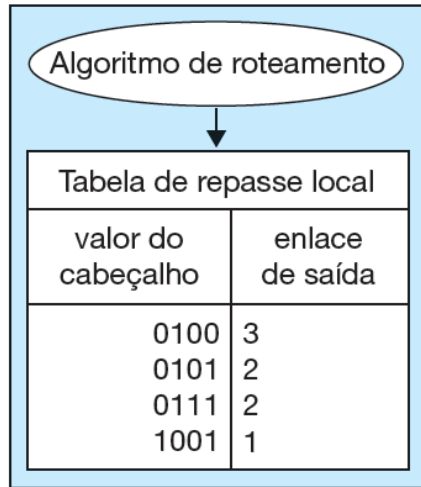 Algoritmo de roteamento
Tabela de repasse local
valor do cabeçalho
enlace de saída
0100 3
0101 2
0111 2
1001 1